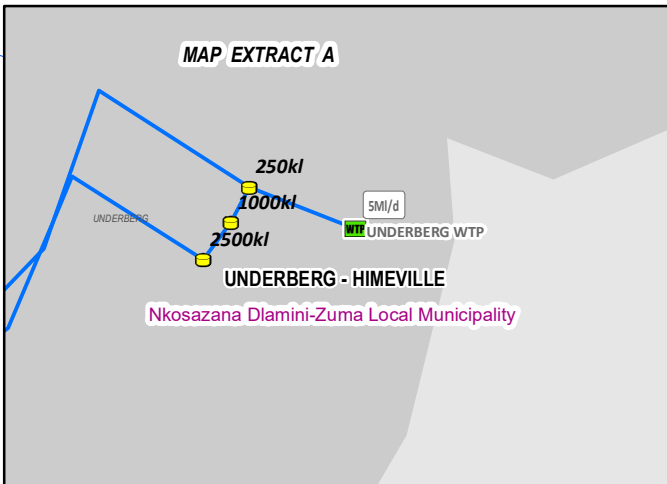 MAP EXTRACT A
250kl
1000kl
5Ml/d
UNDERBERG
WTP UNDERBERG WTP
2500kl
UNDERBERG - HIMEVILLE
Nkosazana Dlamini-Zuma Local Municipality